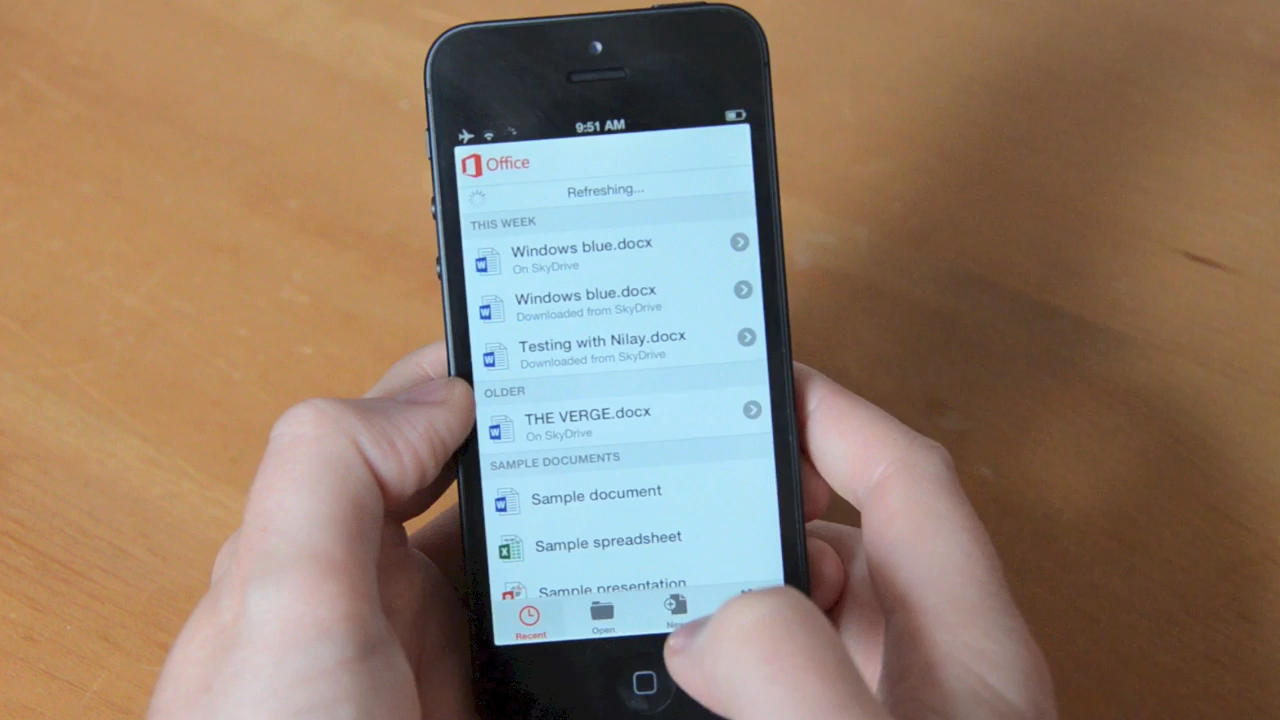 9:51 AM
Office
Refreshing...
THIS WEEK
Windows blue.docx
On SkyDrive
Windows blue.docx
Downloaded from SkyDrive
Testing with Nilay.docx
Downloaded from SkyDrive
OLDER
THE VERGE.docx
On SkyDrive
SAMPLE DOCUMENTS
Sample document
Sample spreadsheet
Sample presentation
Recent
Open